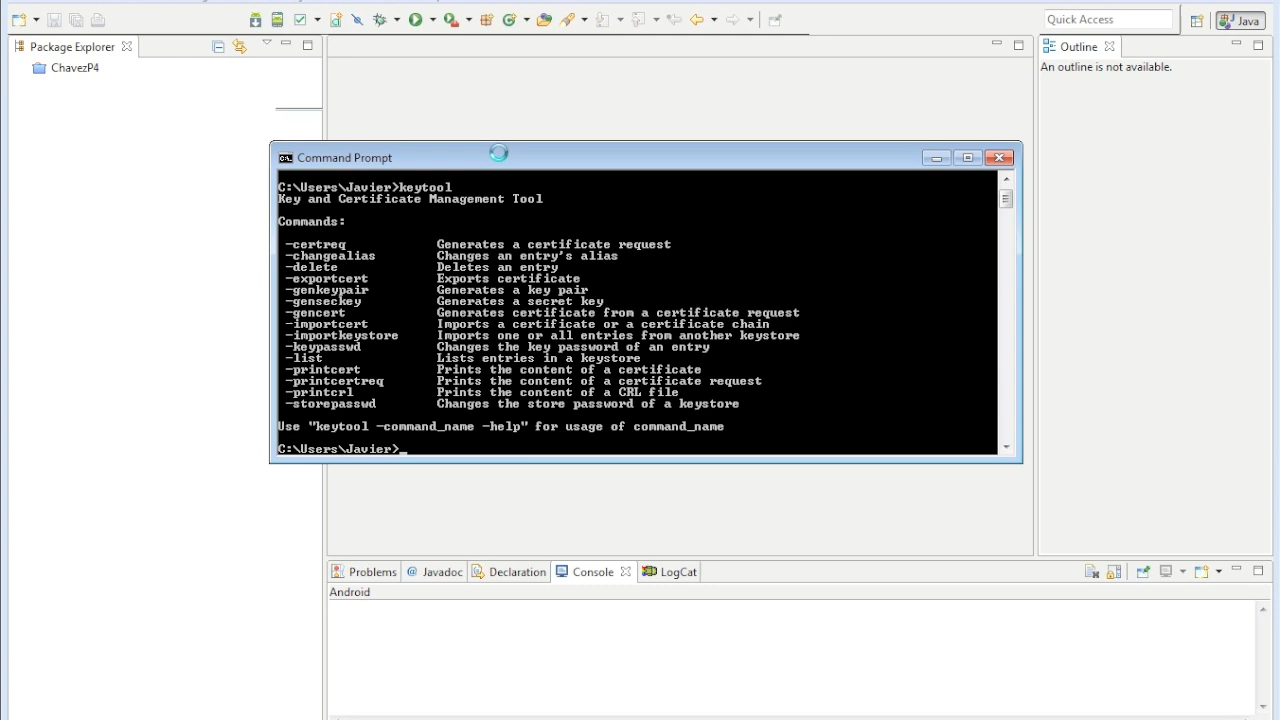 Quick Access
Java
Package Explorer
ChavezP4
Outline
An outline is not available.
Command Prompt
C:\Users\Javier>keytool
Key and Certificate Management Tool
Commands:
-certreq Generates a certificate request
-changealias Changes an entry's alias
-delete Deletes an entry
-exportcert Exports certificate
-genkeypair Generates a key pair
-genseckey Generates a secret key
-gencert Generates certificate from a certificate request
-importcert Imports a certificate or a certificate chain
-importkeystore Imports one or all entries from another keystore
-keypasswd Changes the key password of an entry
-list Lists entries in a keystore
-printcert Prints the content of a certificate
-printcertreq Prints the content of a certificate request
-printcrl Prints the content of a CRL file
-storepasswd Changes the store password of a keystore
Use "keytool -command_name -help" for usage of command_name
C:\Users\Javier>_
Problems
Javadoc
Declaration
Console
LogCat
Android